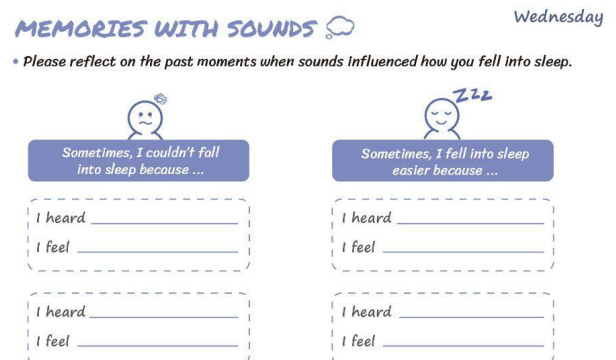 Wednesday
MEMORIES WITH SOUNDS
• Please reflect on the past moments when sounds influenced how you fell into sleep.
zzz
Sometimes, I couldn't fall
into sleep because ...
I heard
I feel
I heard
I feel
Sometimes, I fell into sleep
easier because ...
I heard
I feel
I heard
I feel